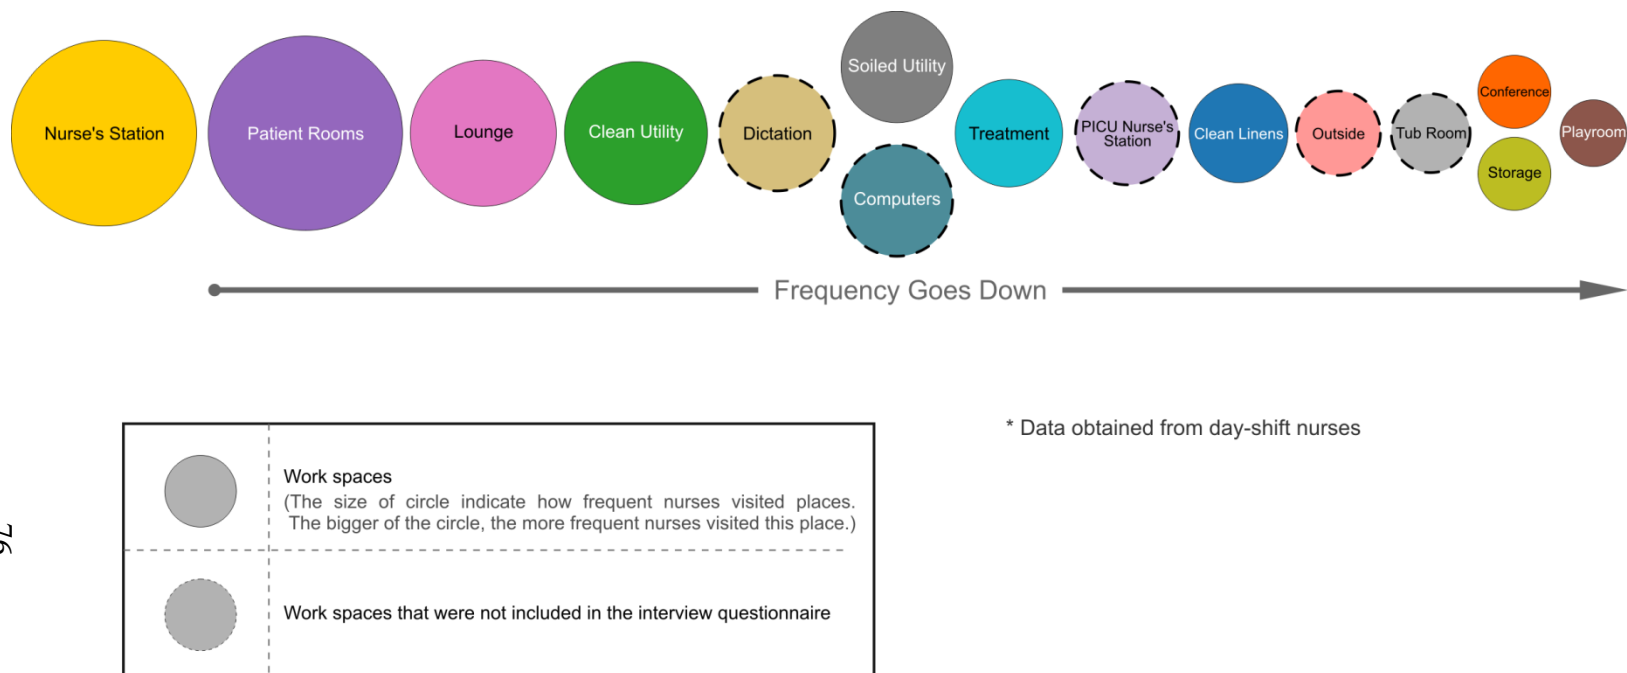 Nurse's Station
Patient Rooms
Lounge
Clean Utility
Dictation
Soiled Utility
Computers
Treatment
PICU Nurse's
Station
Clean Linens
Outside
Tub Room
Conference
Storage
Playroom
Frequency Goes Down
Work spaces
(The size of circle indicate how frequent nurses visited places.
The bigger of the circle, the more frequent nurses visited this place.)
Work spaces that were not included in the interview questionnaire
* Data obtained from day-shift nurses
76